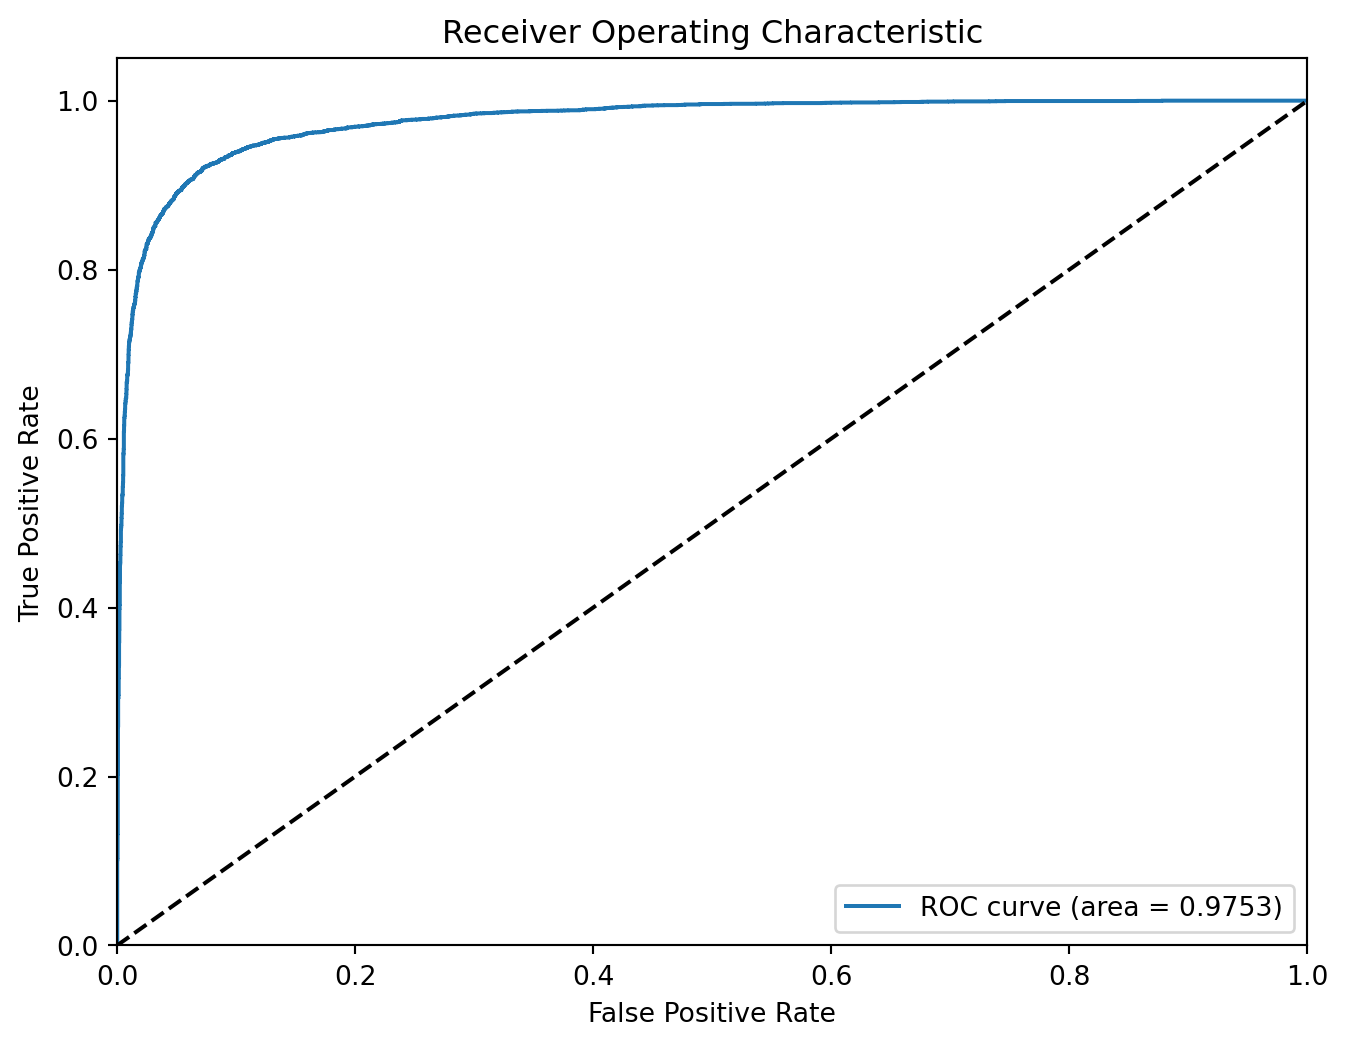 Receiver Operating Characteristic
1.0
0.8
0.6
0.4
0.2
0.0
True Positive Rate
ROC curve (area = 0.9753)
0.0 0.2 0.4 0.6 0.8 1.0
False Positive Rate